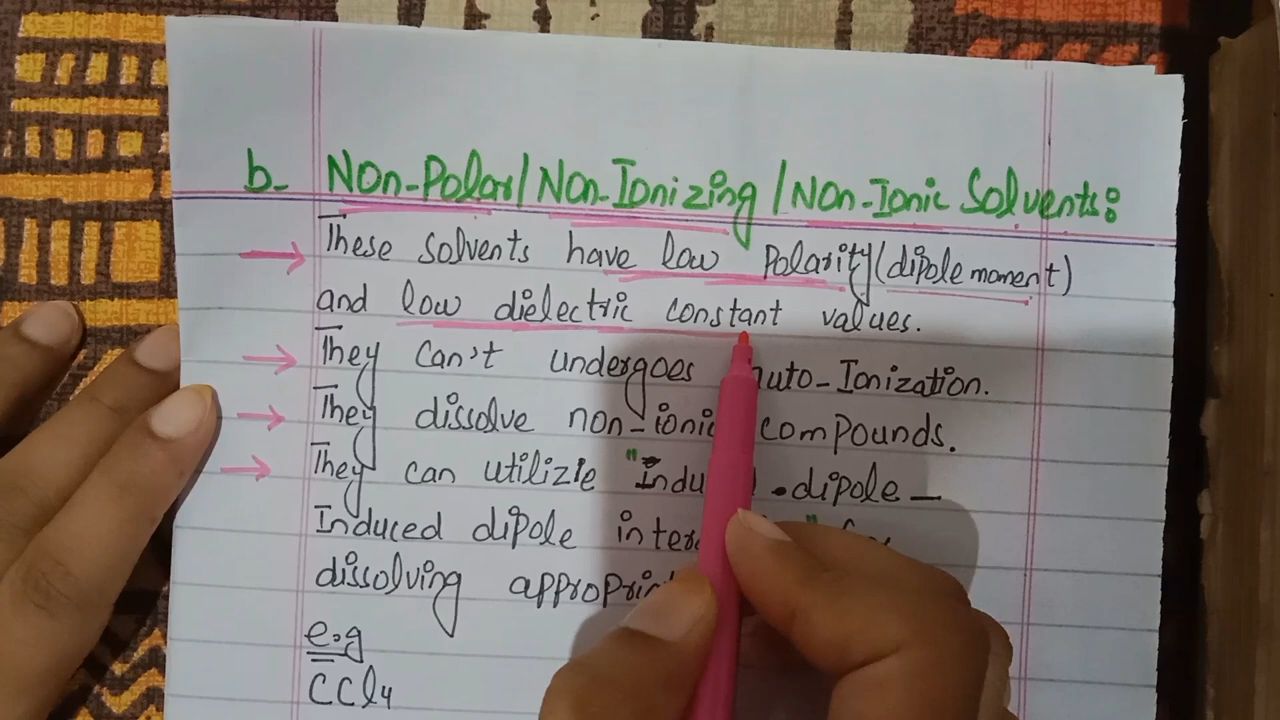 b- Non-Polar/Non-Ionizing/Non-Ionic Solvents:
These solvents have low Polarity(dipole moment)
and low dielectric constant values.
They can't undergoes Auto-Ionization.
They dissolve non-ionic compounds.
They can utilizie "Indu .dipole-
Induced dipole inter
dissolving appropri
e.g
CCl4